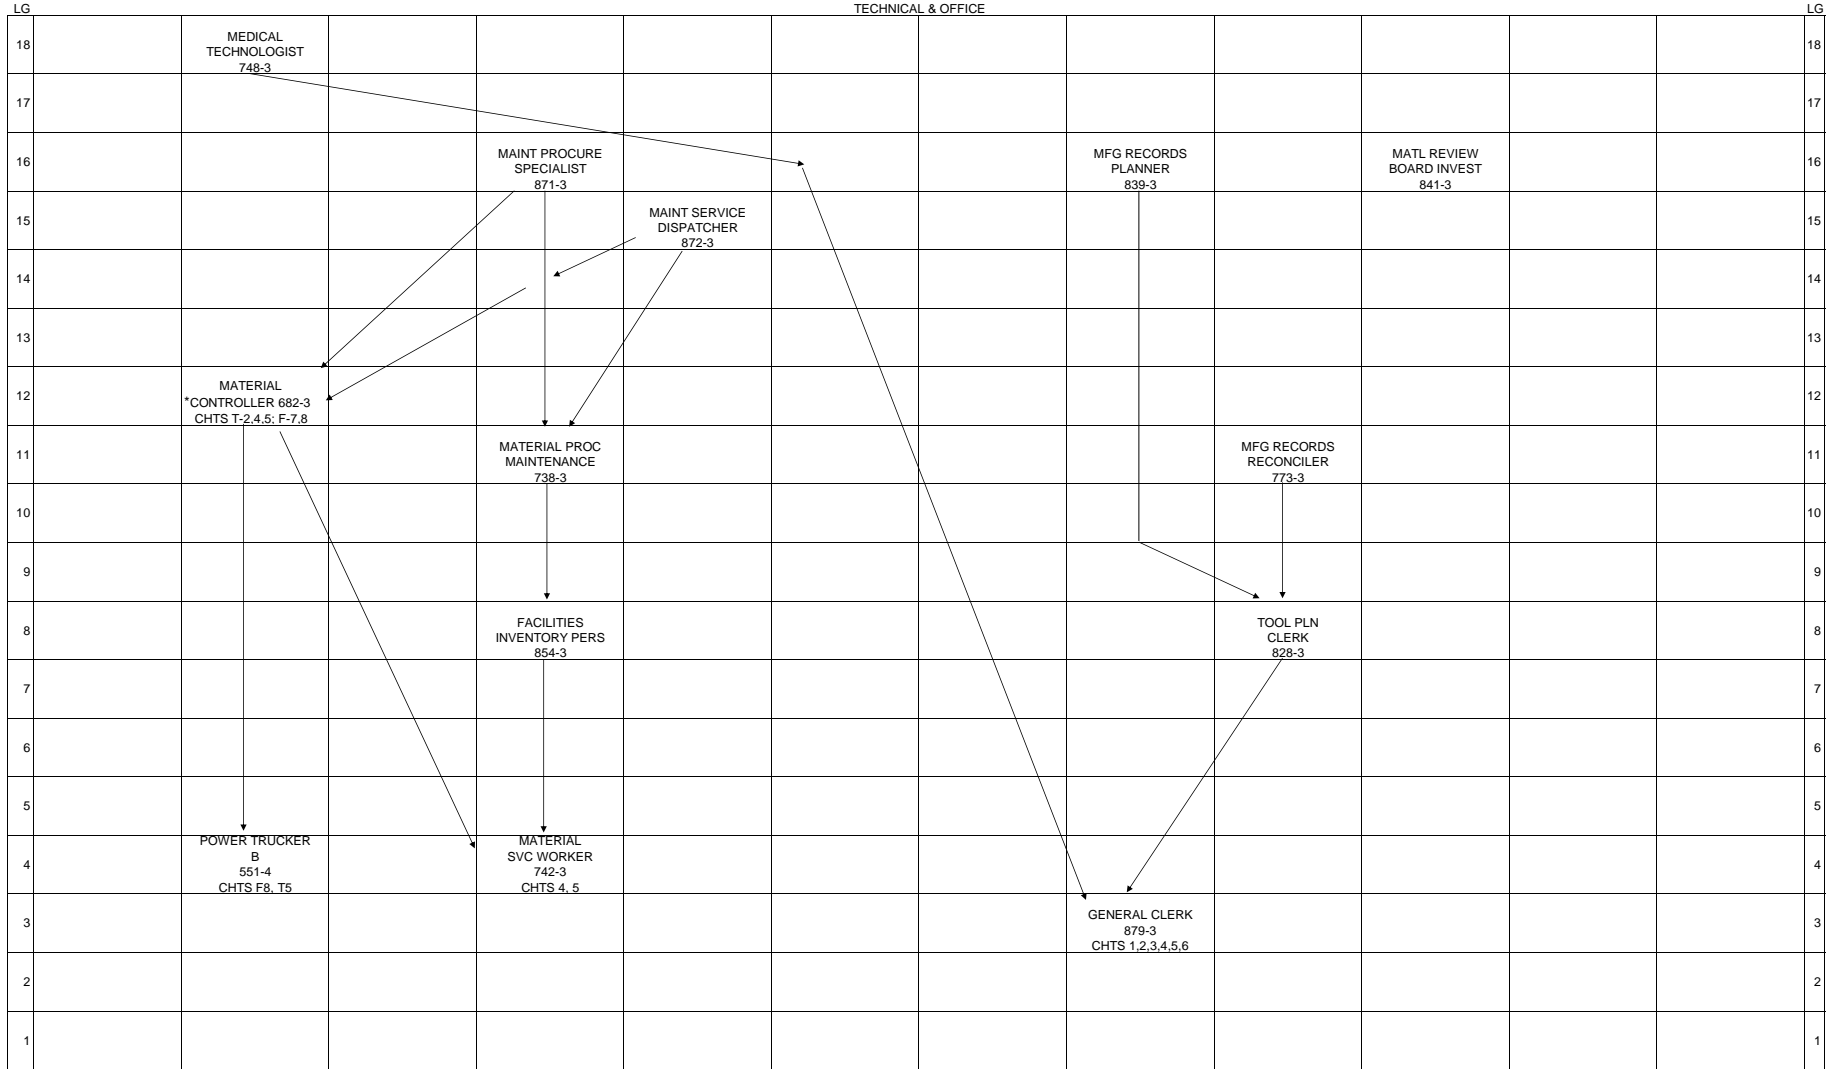 LG TECHNICAL & OFFICE LG
18 MEDICAL 18
TECHNOLOGIST
748-3
17 17
16 MAINT PROCURE MFG RECORDS MATL REVIEW 16
SPECIALIST PLANNER BOARD INVEST
871-3 839-3 841-3
15 MAINT SERVICE 15
DISPATCHER
872-3
14 14
13 13
12 MATERIAL 12
*CONTROLLER 682-3
CHTS T-2,4,5; F-7,8
11 MATERIAL PROC MFG RECORDS 11
MAINTENANCE RECONCILER
738-3 773-3
10 10
9 9
8 FACILITIES TOOL PLN 8
INVENTORY PERS CLERK
854-3 828-3
7 7
6 6
5 5
POWER TRUCKER MATERIAL
4 B SVC WORKER 4
551-4 742-3
CHTS F8, T5 CHTS 4, 5
3 GENERAL CLERK 3
879-3
CHTS 1,2,3,4,5,6
2 2
1 1